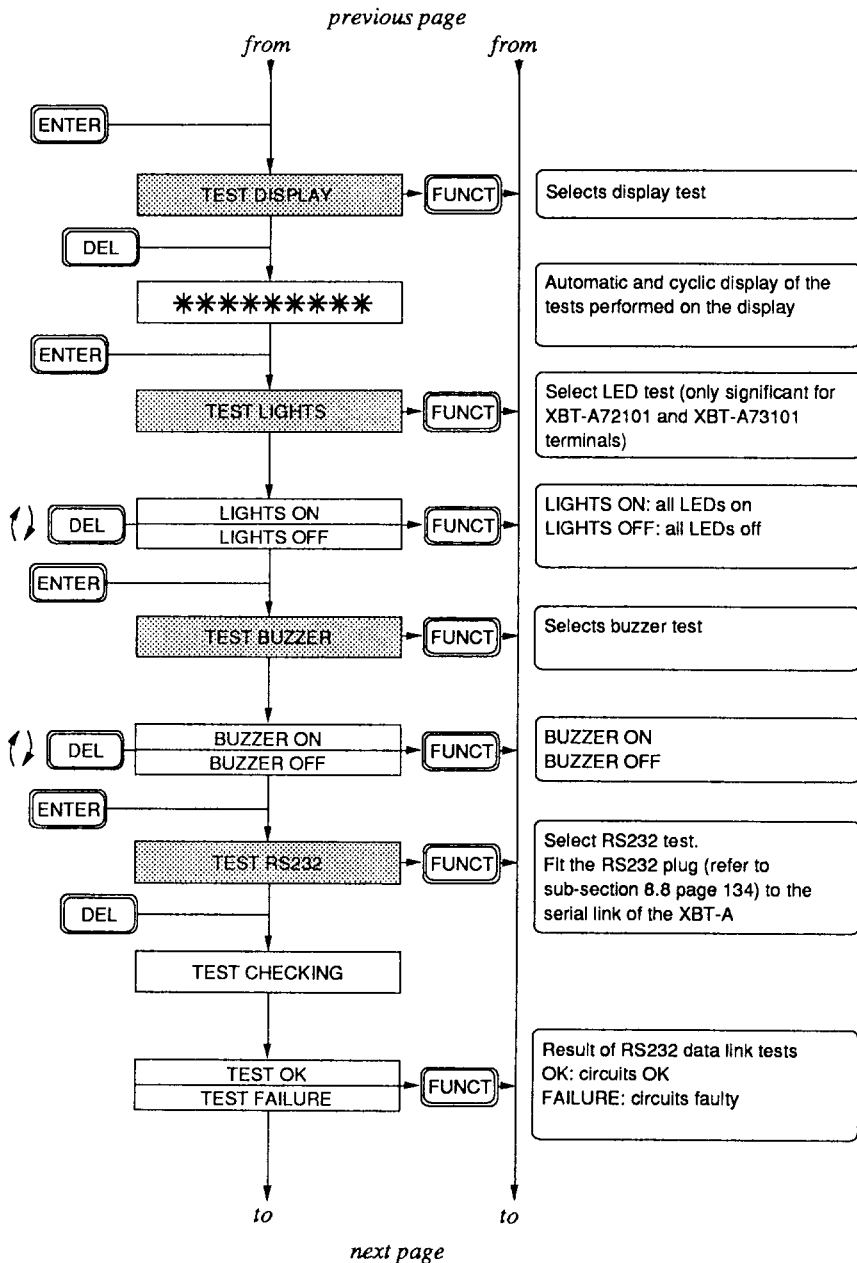 previous page
from
from
ENTER
TEST DISPLAY
FUNCT
Selects display test
DEL
*********
Automatic and cyclic display of the
tests performed on the display
ENTER
TEST LIGHTS
FUNCT
Select LED test (only significant for
XBT-A72101 and XBT-A73101
terminals)
DEL
LIGHTS ON
LIGHTS OFF
FUNCT
LIGHTS ON: all LEDs on
LIGHTS OFF: all LEDs off
ENTER
TEST BUZZER
FUNCT
Selects buzzer test
DEL
BUZZER ON
BUZZER OFF
FUNCT
BUZZER ON
BUZZER OFF
ENTER
TEST RS232
FUNCT
Select RS232 test.
Fit the RS232 plug (refer to
sub-section 8.8 page 134) to the
serial link of the XBT-A
DEL
TEST CHECKING
TEST OK
TEST FAILURE
FUNCT
Result of RS232 data link tests
OK: circuits OK
FAILURE: circuits faulty
to
to
next page